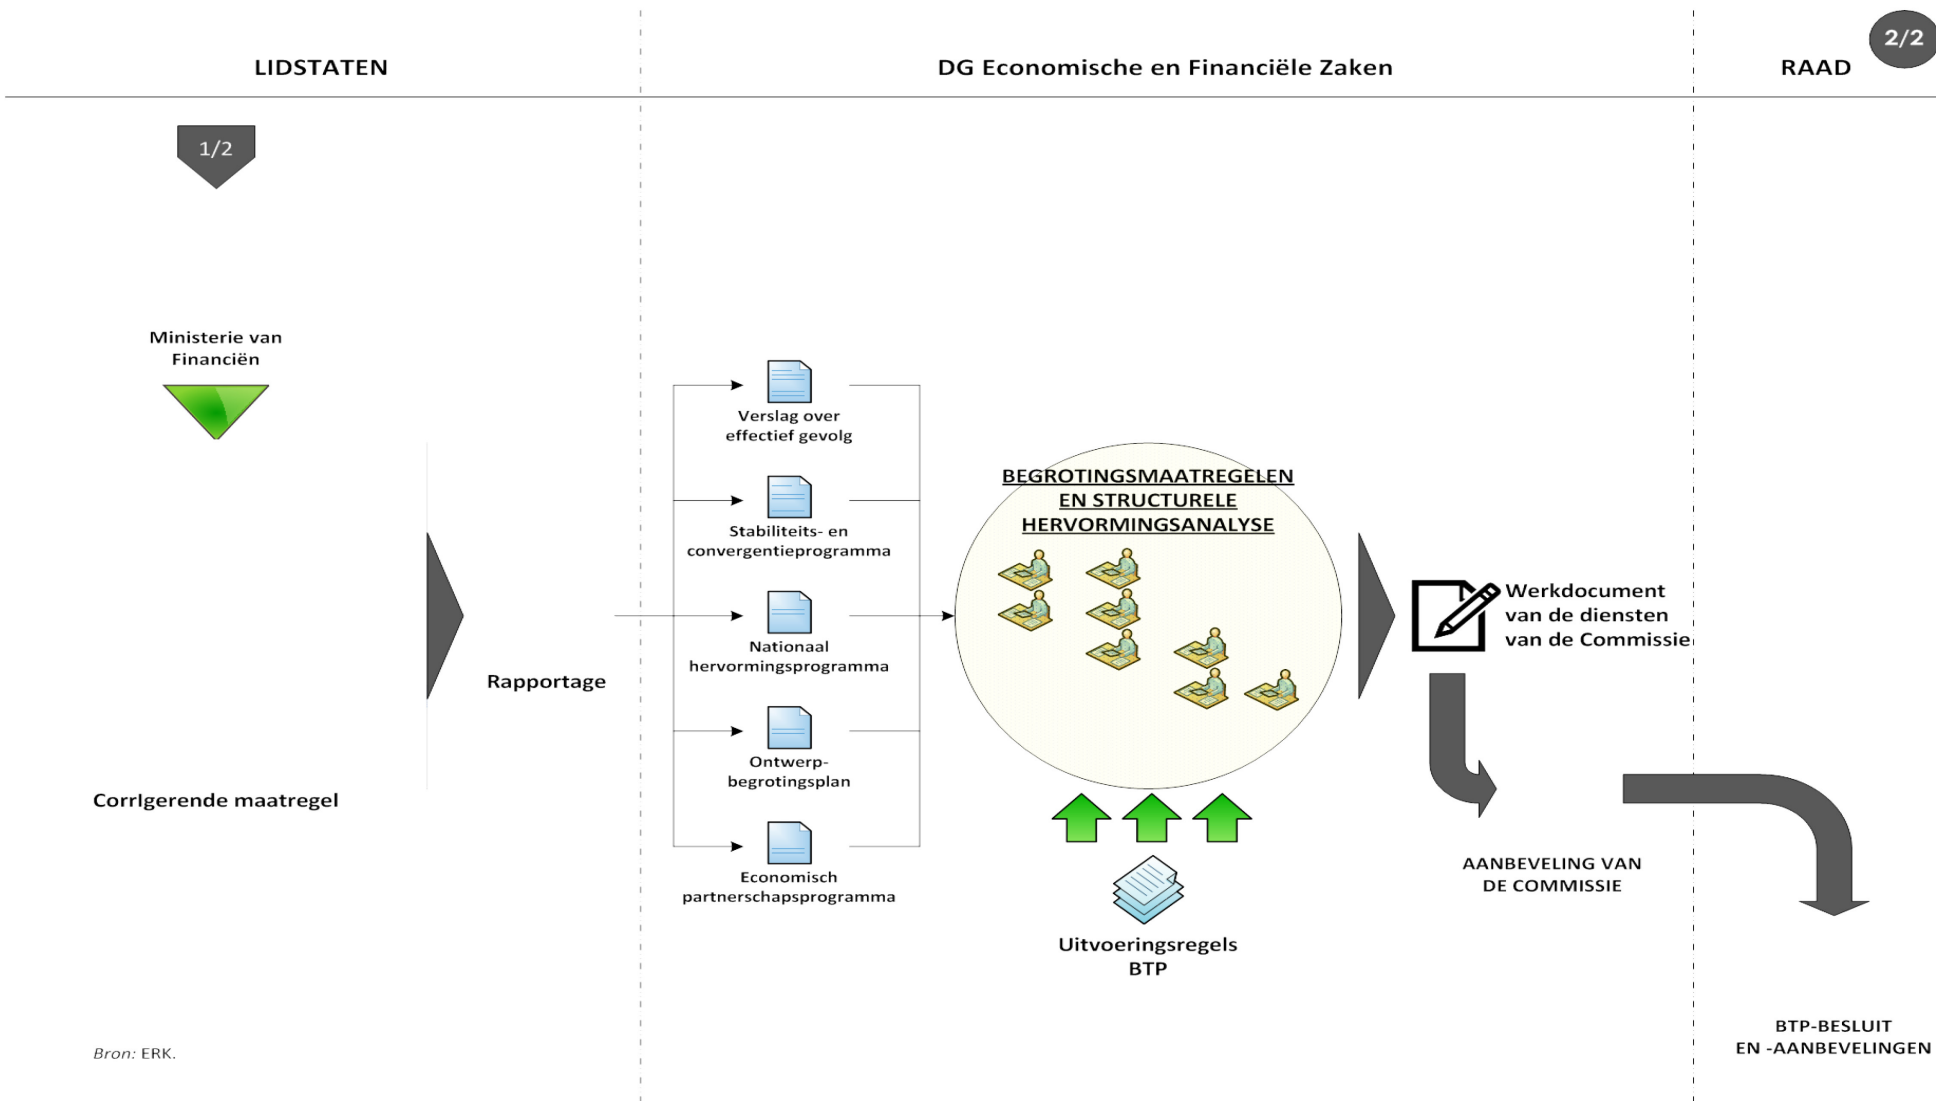 LIDSTATEN
DG Economische en Financiële Zaken
RAAD
2/2
1/2
Ministerie van
Financiën
CorrIgerende maatregel
Rapportage
Verslag over
effectief gevolg
Stabiliteits- en
convergentieprogramma
Nationaal
hervormingsprogramma
Ontwerp-
begrotingsplan
Economisch
partnerschapsprogramma
BEGROTINGSMAATREGELEN
EN STRUCTURELE
HERVORMINGSANALYSE
Uitvoeringsregels
BTP
Werkdocument
van de diensten
van de Commissie
AANBEVELING VAN
DE COMMISSIE
BTP-BESLUIT
EN -AANBEVELINGEN
Bron: ERK.